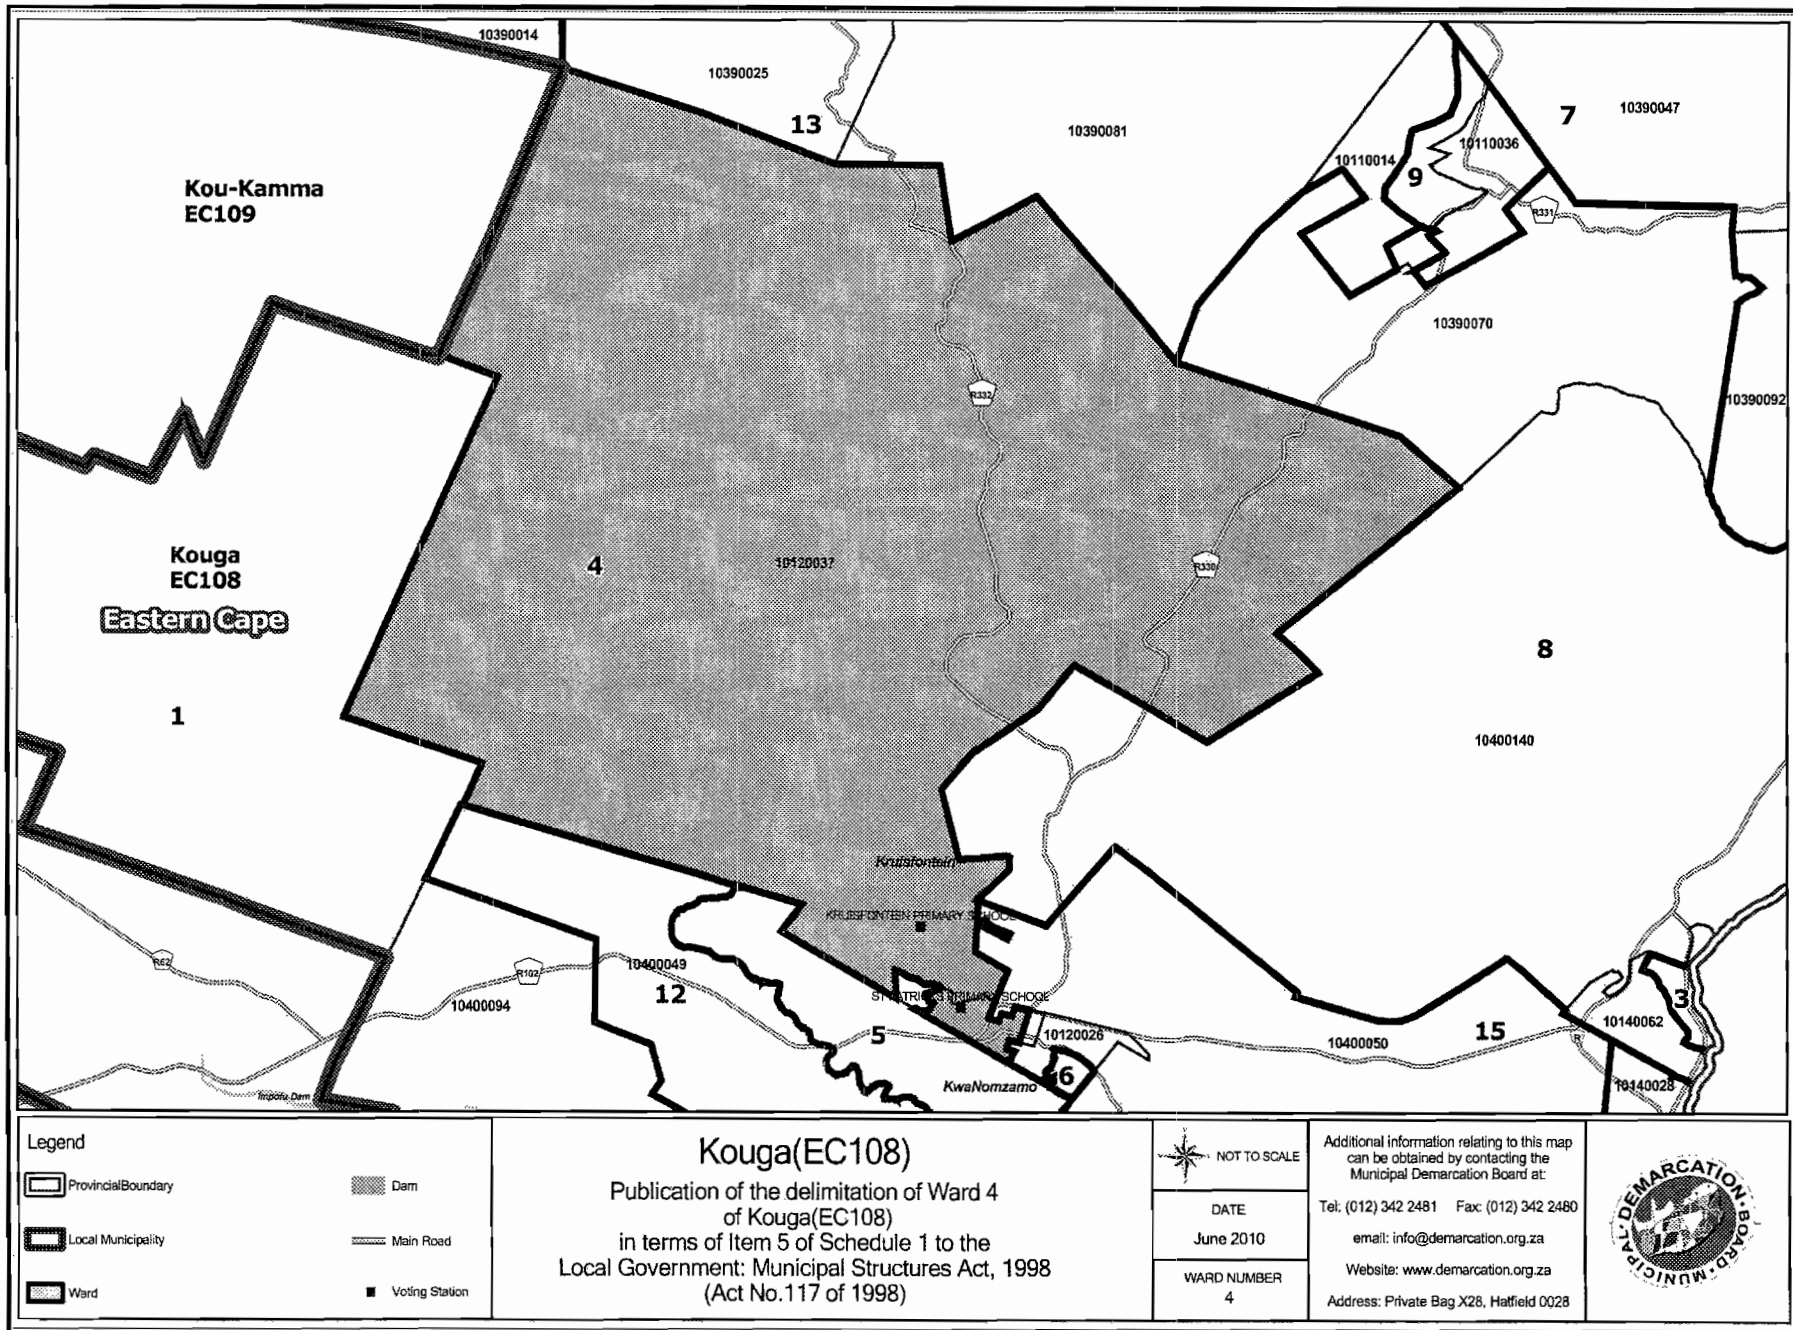 10390014
10390025
13
10390081
7
10390047
10110036
10110014
9
R331
Kou-Kamma
EC109
10390070
R332
10390092
Kouga
EC108
Eastern Cape
4
10120037
R330
8
1
10400140
Kruisfontein
KRUISFONTEIN PRIMARY SCHOOL
R62
R102
10400049
12
10400094
ST PATRICKS PRIMARY SCHOOL
5
10120026
10400050
15
3
10140062
R
6
KwaNomzamo
10140028
Impofu Dam
Legend
ProvincialBoundary
Dam
Local Municipality
Main Road
Ward
Voting Station
Kouga(EC108)
Publication of the delimitation of Ward 4
of Kouga(EC108)
in terms of Item 5 of Schedule 1 to the
Local Government: Municipal Structures Act, 1998
(Act No.117 of 1998)
NOT TO SCALE
DATE
June 2010
WARD NUMBER
4
Additional information relating to this map
can be obtained by contacting the
Municipal Demarcation Board at:
Tel: (012) 342 2481 Fax: (012) 342 2480
email: info@demarcation.org.za
Website: www.demarcation.org.za
Address: Private Bag X28, Hatfield 0028
MUNICIPAL DEMARCATION BOARD